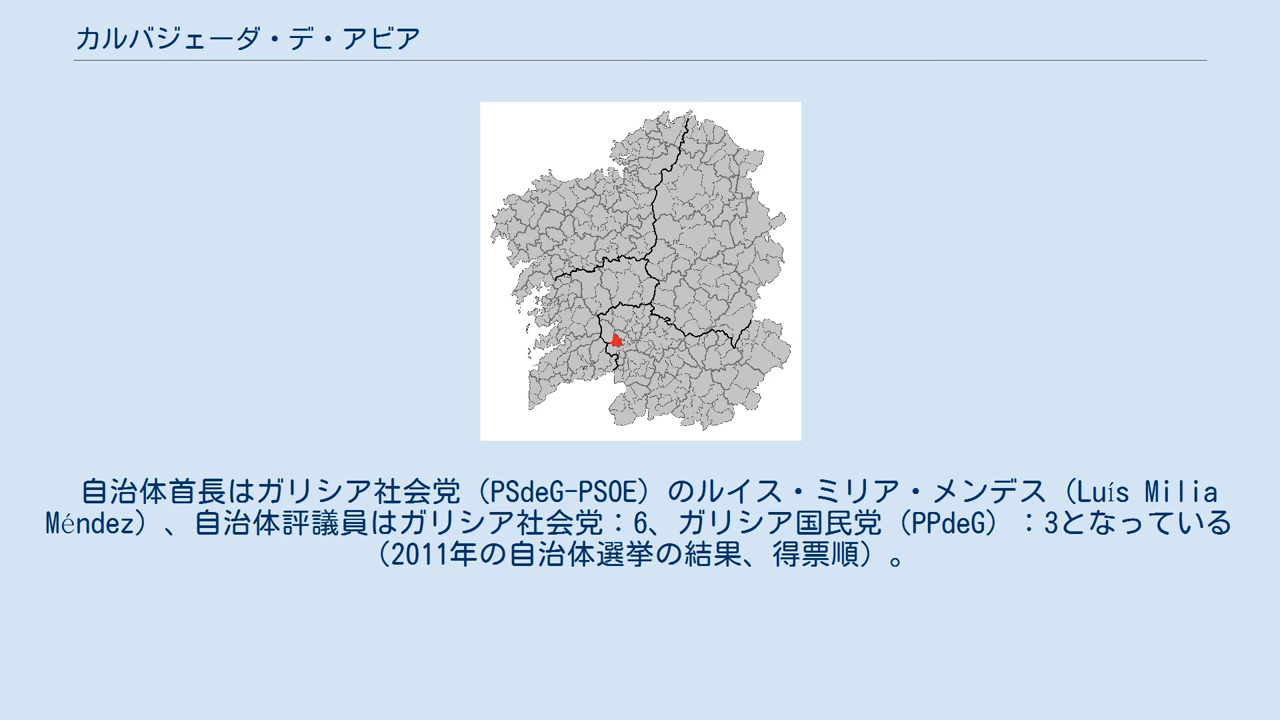 カルバジェーダ・デ・アビア
自治体首長はガリシア社会党（PSdeG-PSOE）のルイス・ミリア・メンデス（Luís Milia
Méndez）、自治体評議員はガリシア社会党：6、ガリシア国民党（PPdeG）：3となっている
（2011年の自治体選挙の結果、得票順）。